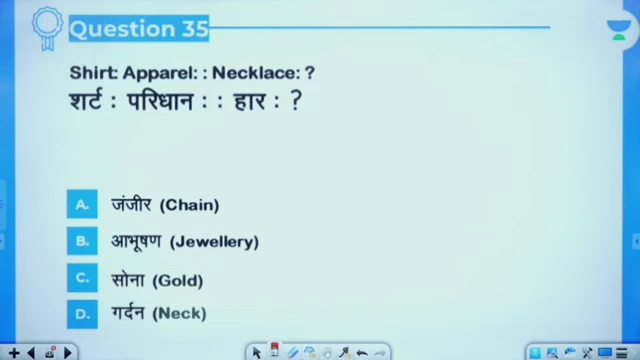 Question 35
Shirt: Apparel: : Necklace: ?
शर्ट : परिधान : : हार : ?
A. जंजीर (Chain)
B. आभूषण (Jewellery)
C. सोना (Gold)
D. गर्दन (Neck)